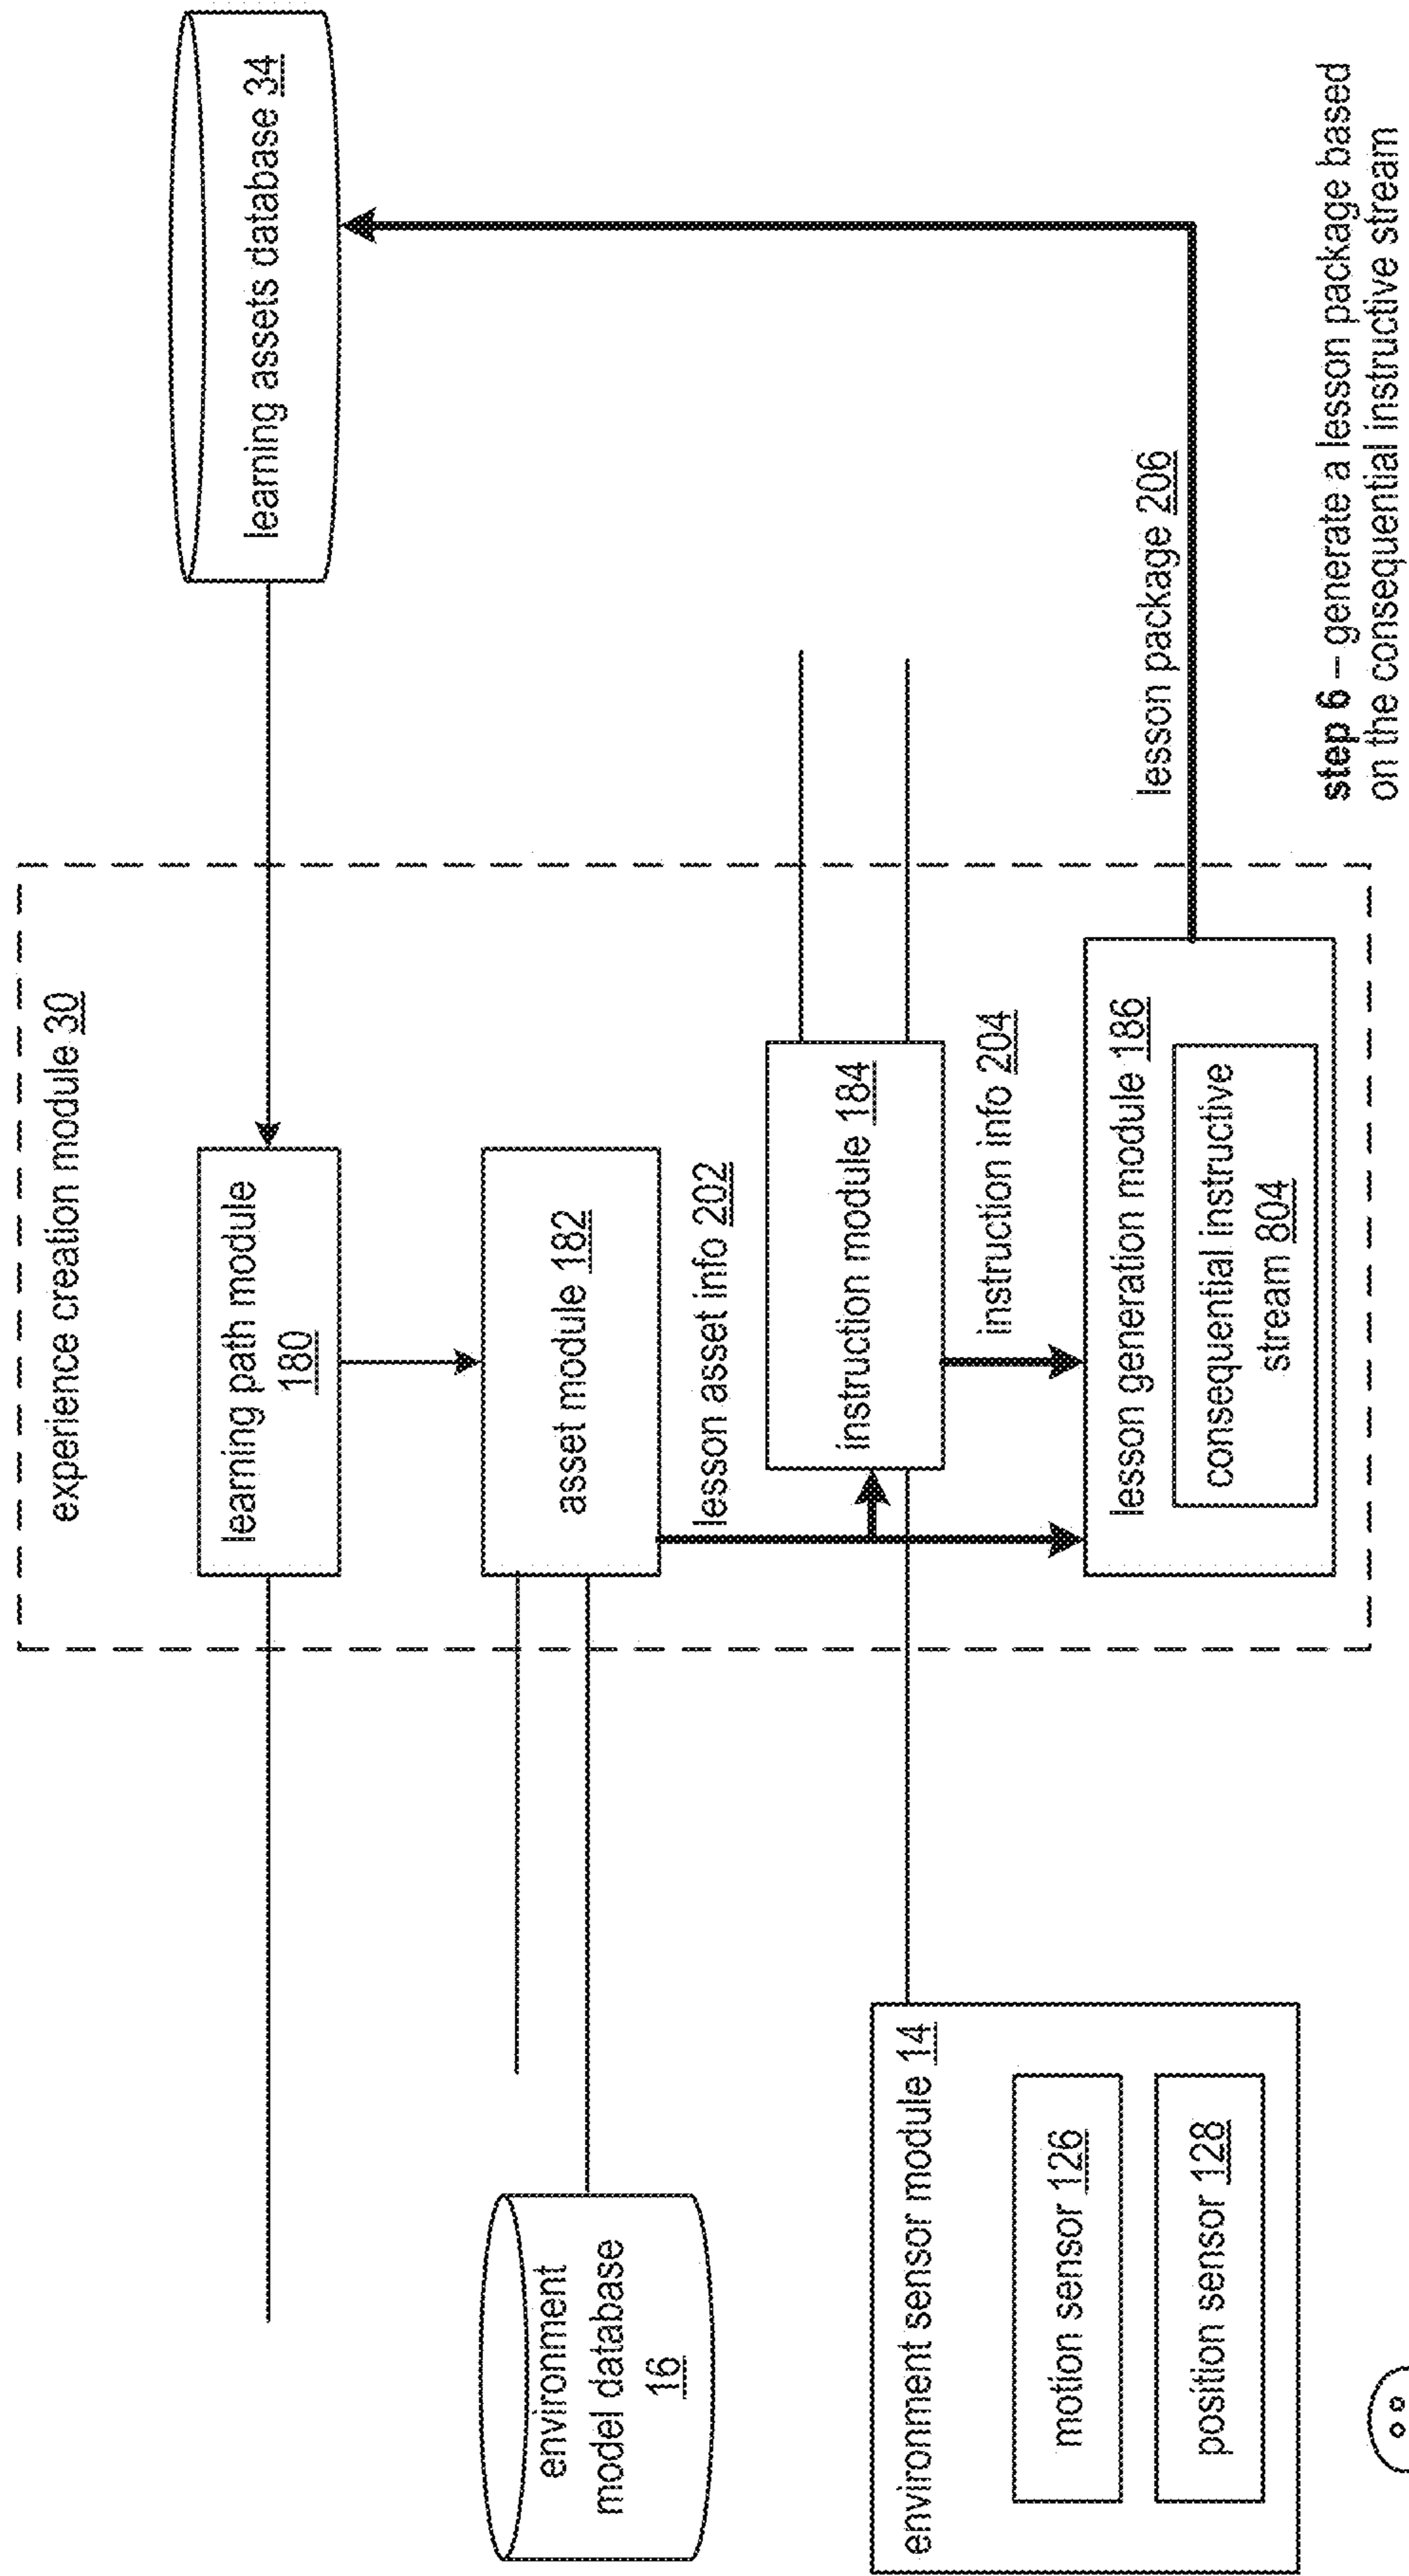 experience creation module 30
learning assets database 34
learning path module
180
environment
model database
16
asset module 182
lesson asset info 202
instruction module 184
instruction info 204
environment sensor module 14
motion sensor 126
position sensor 128
lesson generation module 186
consequential instructive
stream 804
lesson package 206
step 6 – generate a lesson package based
on the consequential instructive stream